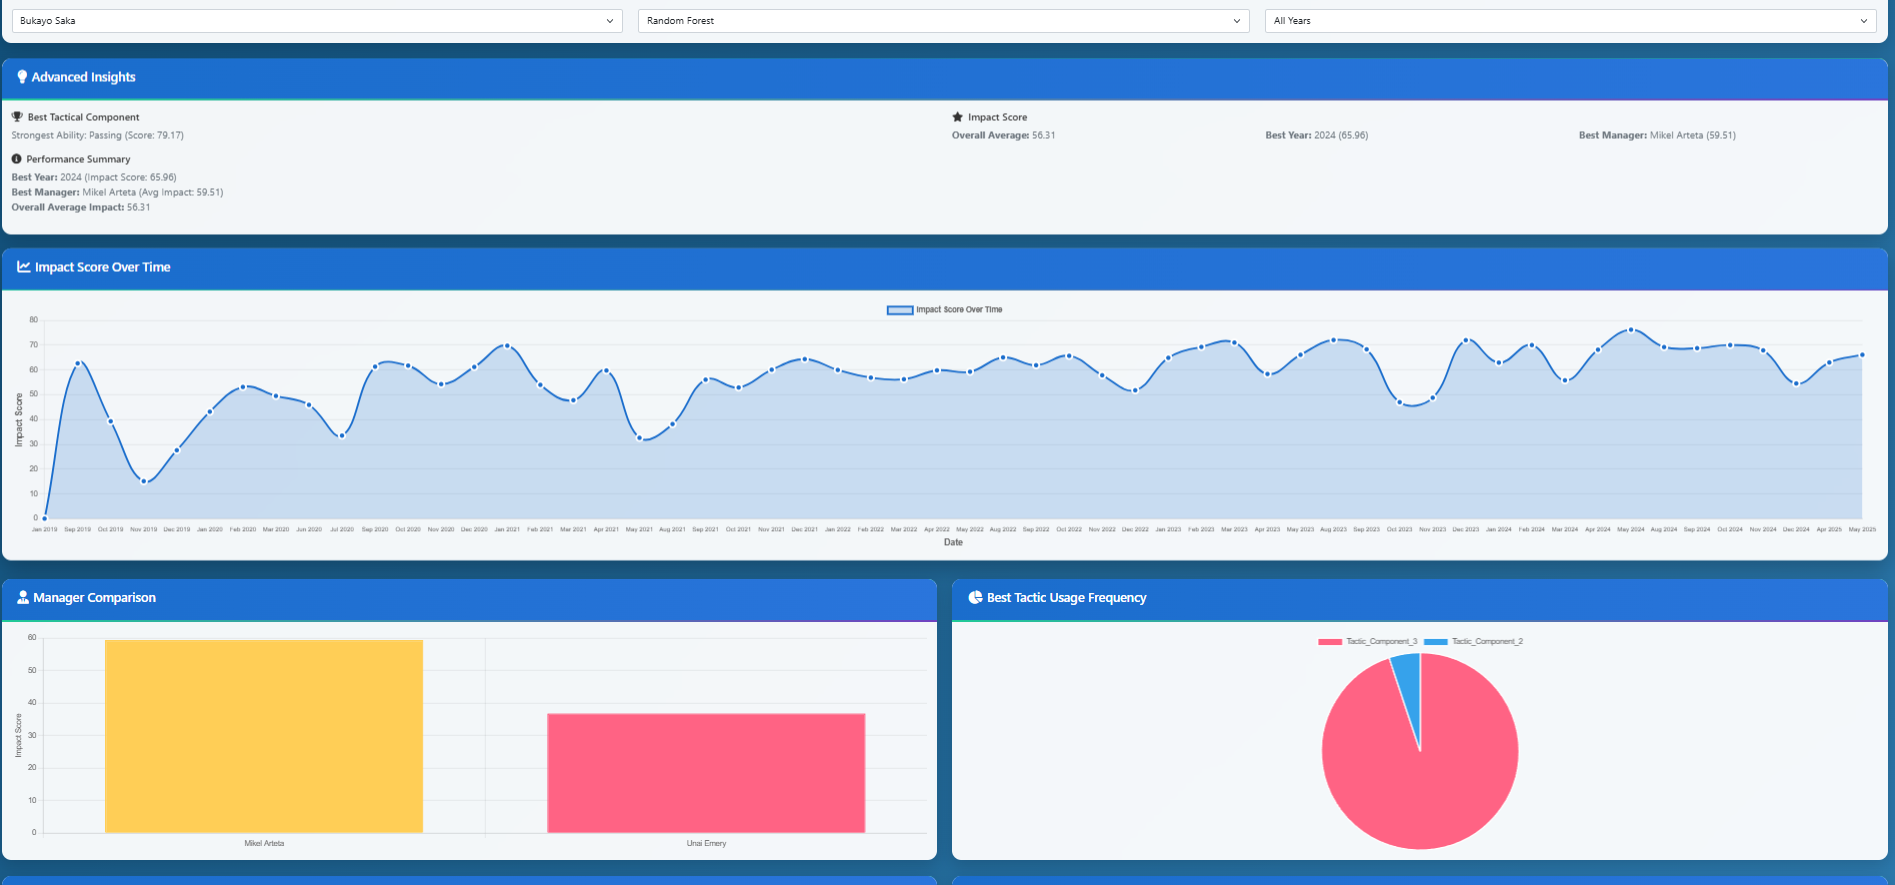 Bukayo Saka
Random Forest
All Years
Advanced Insights
Best Tactical Component
Strongest Ability: Passing (Score: 79.17)
Performance Summary
Best Year: 2024 (Impact Score: 65.96)
Best Manager: Mikel Arteta (Avg Impact: 59.51)
Overall Average Impact: 56.31
Impact Score
Overall Average: 56.31
Best Year: 2024 (65.96)
Best Manager: Mikel Arteta (59.51)
Impact Score Over Time
Impact Score Over Time
Impact Score
80
70
60
50
40
30
20
10
0
Jan 2019 Sep 2019 Oct 2019 Nov 2019 Dec 2019 Jan 2020 Feb 2020 Mar 2020 Jun 2020 Jul 2020 Sep 2020 Oct 2020 Nov 2020 Dec 2020 Jan 2021 Feb 2021 Mar 2021 Apr 2021 May 2021 Aug 2021 Sep 2021 Oct 2021 Nov 2021 Dec 2021 Jan 2022 Feb 2022 Mar 2022 Apr 2022 May 2022 Aug 2022 Sep 2022 Oct 2022 Nov 2022 Dec 2022 Jan 2023 Feb 2023 Mar 2023 Apr 2023 May 2023 Aug 2023 Sep 2023 Oct 2023 Nov 2023 Dec 2023 Jan 2024 Feb 2024 Mar 2024 Apr 2024 May 2024 Aug 2024 Sep 2024 Oct 2024 Nov 2024 Dec 2024 Apr 2025 May 2025
Date
Manager Comparison
Impact Score
60
50
40
30
20
10
0
Mikel Arteta
Unai Emery
Best Tactic Usage Frequency
Tactic_Component_3
Tactic_Component_2